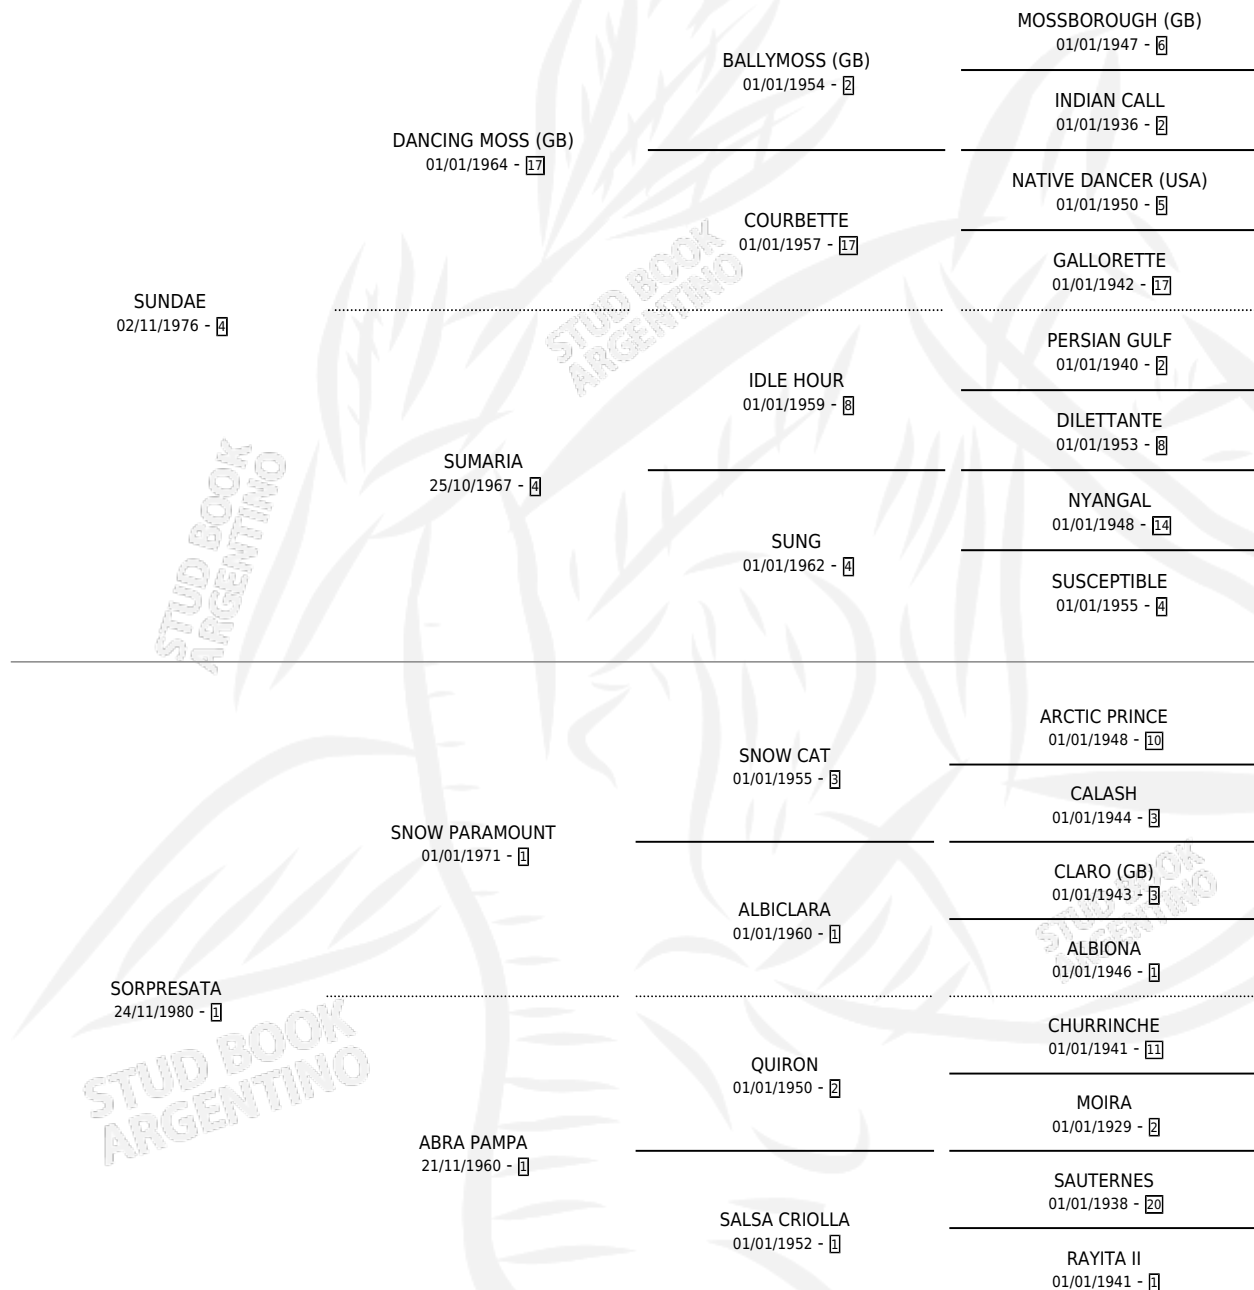 MOSSBOROUGH (GB)
01/01/1947 - 6
BALLYMOSS (GB)
01/01/1954 - 2
INDIAN CALL
01/01/1936 - 2
DANCING MOSS (GB)
01/01/1964 - 17
NATIVE DANCER (USA)
01/01/1950 - 5
COURBETTE
01/01/1957 - 17
GALLORETTE
01/01/1942 - 17
SUNDAE
02/11/1976 - 4
PERSIAN GULF
01/01/1940 - 2
IDLE HOUR
01/01/1959 - 8
DILETTANTE
01/01/1953 - 8
SUMARIA
25/10/1967 - 4
NYANGAL
01/01/1948 - 14
SUNG
01/01/1962 - 4
SUSCEPTIBLE
01/01/1955 - 4
ARCTIC PRINCE
01/01/1948 - 10
SNOW CAT
01/01/1955 - 3
CALASH
01/01/1944 - 3
SNOW PARAMOUNT
01/01/1971 - 1
CLARO (GB)
01/01/1943 - 3
ALBICLARA
01/01/1960 - 1
ALBIONA
01/01/1946 - 1
SORPRESATA
24/11/1980 - 1
CHURRINCHE
01/01/1941 - 11
QUIRON
01/01/1950 - 2
MOIRA
01/01/1929 - 2
ABRA PAMPA
21/11/1960 - 1
SAUTERNES
01/01/1938 - 20
SALSA CRIOLLA
01/01/1952 - 1
RAYITA II
01/01/1941 - 1
STUD BOOK
ARGENTINO
STUD BOOK
ARGENTINO
STUD BOOK
ARGENTINO
STUD BOOK
ARGENTINO